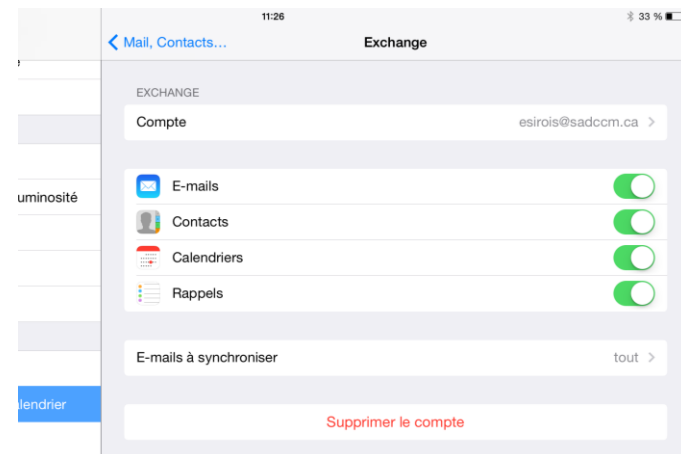 11:26
33 %
Mail, Contacts...
Exchange
EXCHANGE
Compte
esirois@sadccm.ca
E-mails
uminosité
Contacts
Calendriers
Rappels
E-mails à synchroniser
tout
lendrier
Supprimer le compte